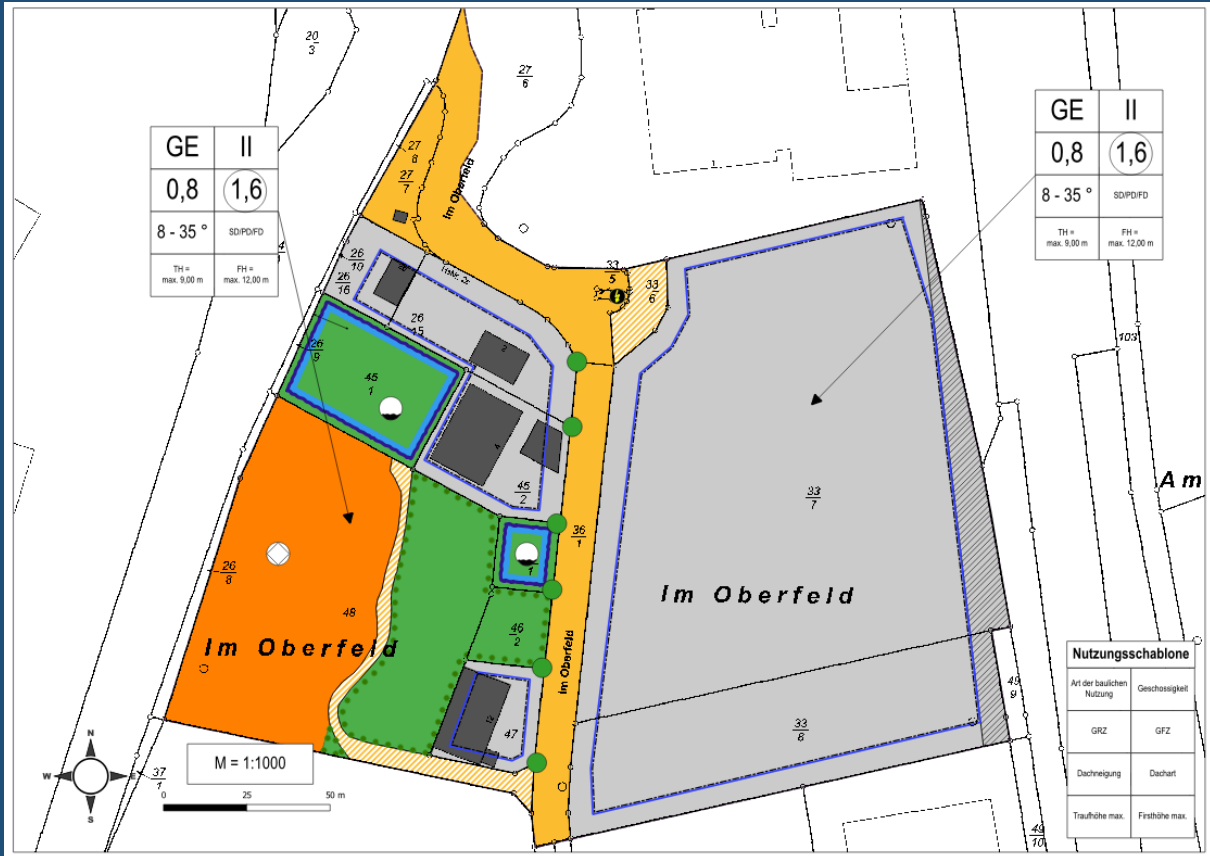 20
3
27
6
GE II
0,8 1,6
8 - 35 ° SD/PD/FD
TH = max. 9,00 m
FH = max. 12,00 m
GE II
0,8 1,6
8 - 35 ° SD/PD/FD
TH = max. 9,00 m
FH = max. 12,00 m
27
8
27
7
Im Oberfeld
1
26
10
26
16
33
5
33
6
26
15
26
9
45
1
103
45
2
33
7
Am
36
1
26
8
48
Im Oberfeld
Im Oberfeld
46
2
Im Oberfeld
47
33
8
49
9
Nutzungsschablone
Art der baulichen Nutzung
Geschossigkeit
GRZ GFZ
Dachneigung Dachart
Traufhöhe max. Firsthöhe max.
N
W E
S
M = 1:1000
0 25 50 m
37
1
49
10